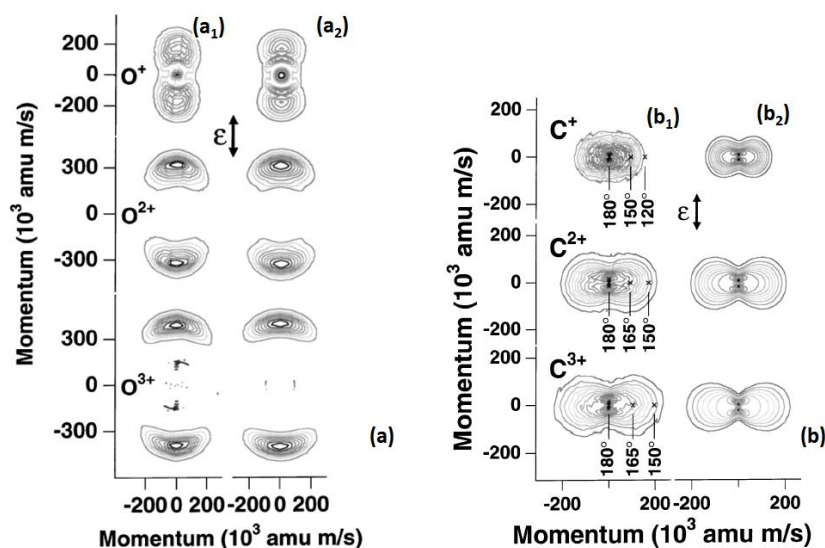 (a₁)
(a₂)
200
0
-200
O⁺
ε
300
0
-300
O²⁺
300
0
-300
O³⁺
(a)
-200 0 200
-200 0 200
Momentum (10³ amu m/s)
Momentum (10³ amu m/s)
(b₁)
(b₂)
200
0
-200
C⁺
180°
150°
120°
ε
200
0
-200
C²⁺
180°
165°
150°
200
0
-200
C³⁺
180°
165°
150°
(b)
-200 0 200
-200 0 200
Momentum (10³ amu m/s)
Momentum (10³ amu m/s)